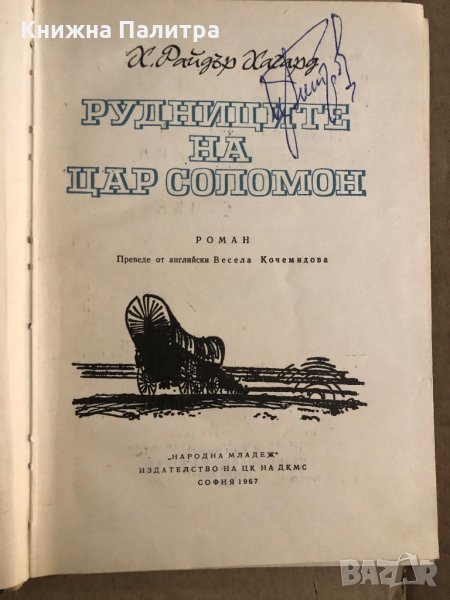 Книжна Палитра
Х. Райдър Хагард
РУДНИЦИТЕ
НА
ЦАР СОЛОМОН
РОМАН
Преведе от английски Весела Кочемидова
„НАРОДНА МЛАДЕЖ"
ИЗДАТЕЛСТВО НА ЦК НА ДКМС
СОФИЯ 1967
BAZAR